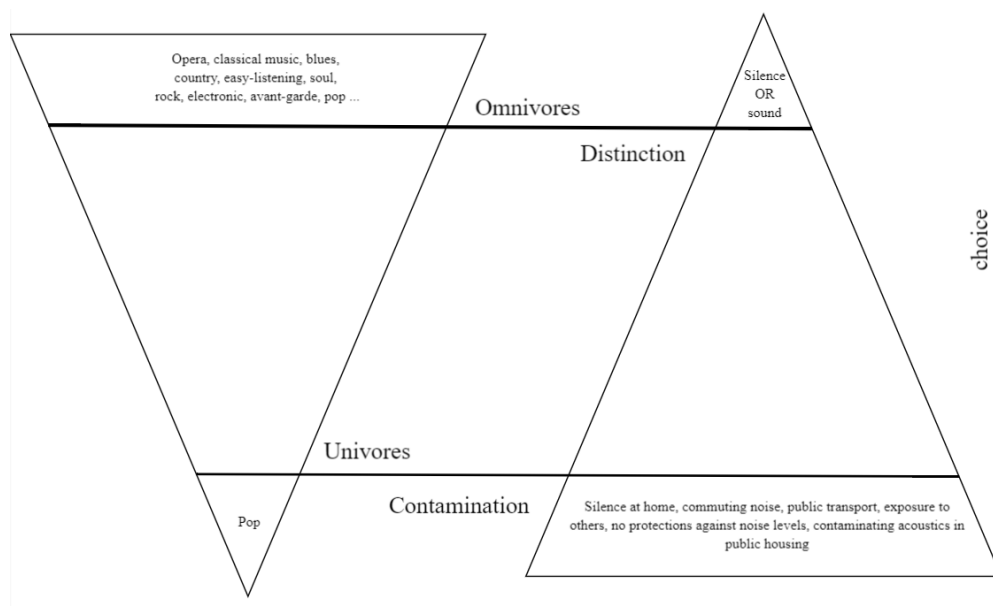 Opera, classical music, blues,
country, easy-listening, soul,
rock, electronic, avant-garde, pop ...
Silence
OR
sound
Omnivores
Distinction
choice
Univores
Contamination
Pop
Silence at home, commuting noise, public transport, exposure to
others, no protections against noise levels, contaminating acoustics in
public housing